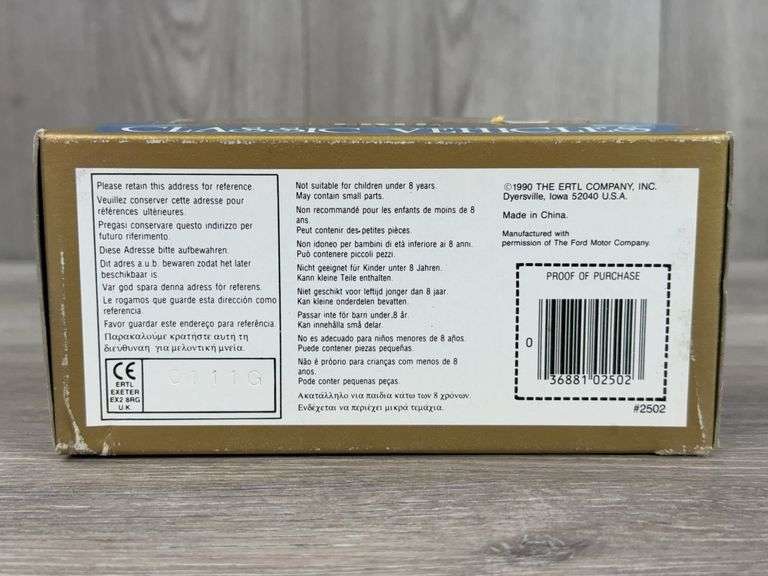 CLASSIC VEHICLES
Please retain this address for reference.
Veuillez conserver cette adresse pour
références ultérieures.
Pregasi conservare questo indirizzo per
futuro riferimento.
Diese Adresse bitte aufbewahren.
Dit adres a.u.b. bewaren zodat het later
beschikbaar is
Var god spara denna adress för referens.
Le rogamos que guarde esta dirección como
referencia.
Favor guardar este endereço para referência.
Παρακαλουμε κρατηστε αυτη τη
διευθυναη για μελοντική μνεία.
CE
ERTL
EXETER
EX2 8RG
U.K
0111G
Not suitable for children under 8 years.
May contain small parts.
Non recommandé pour les enfants de moins de 8
ans
Peut contenir des petites pièces.
Non idoneo per bambini di età inferiore ai 8 anni.
Può contenere piccoli pezzi.
Nicht geeignet für Kinder unter 8 Jahren.
Kann kleine Teile enthalten.
Niet geschikt voor leftijd jonger dan 8 jaar.
Kan kleine onderdelen bevatten.
Passar inte för barn under 8 år.
Kan innehålla små delar.
No es adecuado para niños menores de 8 años.
Puede contener piezas pequeñas.
Não é próprio para crianças com menos de 8
anos.
Pode conter pequenas peças.
Ακατάλληλο για παιδια κάτω των 8 χρόνων.
Ενδέχεται να περιέχει μικρά τεμάχια.
©1990 THE ERTL COMPANY, INC.
Dyersville, Iowa 52040 U.S.A.
Made in China.
Manufactured with
permission of The Ford Motor Company.
PROOF OF PURCHASE
0 36881 02502
#2502